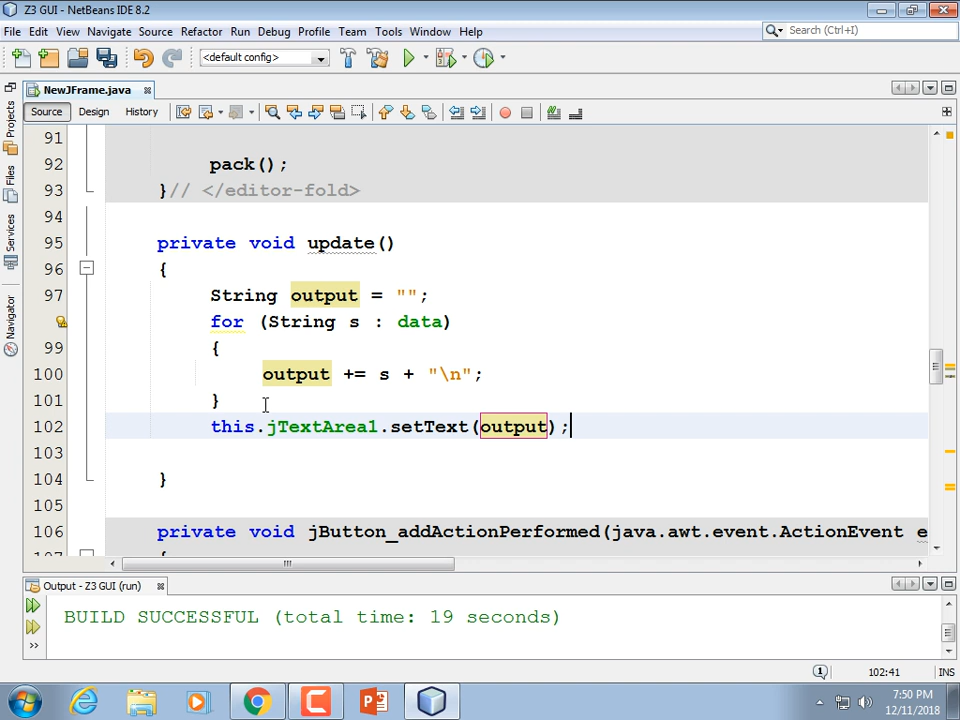 Z3 GUI - NetBeans IDE 8.2
File Edit View Navigate Source Refactor Run Debug Profile Team Tools Window Help
Search (Ctrl+I)
<default config>
NewJFrame.java
Source Design History
Projects
Files
Services
Navigator
91
92 pack();
93 }// </editor-fold>
94
95 private void update()
96 {
97 String output = "";
for (String s : data)
99 {
100 output += s + "\n";
101 }
102 this.jTextArea1.setText(output);
103
104 }
105
106 private void jButton_addActionPerformed(java.awt.event.ActionEvent e
107 {
Output - Z3 GUI (run)
BUILD SUCCESSFUL (total time: 19 seconds)
1 102:41 INS
7:50 PM
12/11/2018